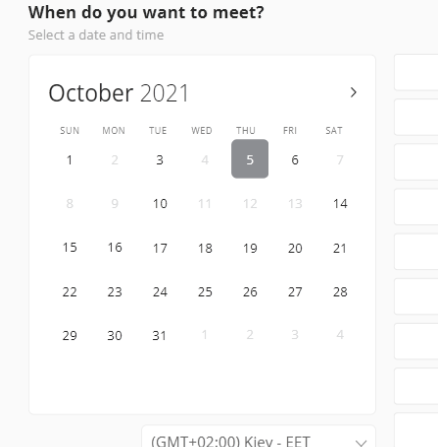 When do you want to meet?
Select a date and time
October 2021
SUN MON TUE WED THU FRI SAT
1 2 3 4 5 6 7
8 9 10 11 12 13 14
15 16 17 18 19 20 21
22 23 24 25 26 27 28
29 30 31 1 2 3 4
(GMT+02:00) Kiev - EET